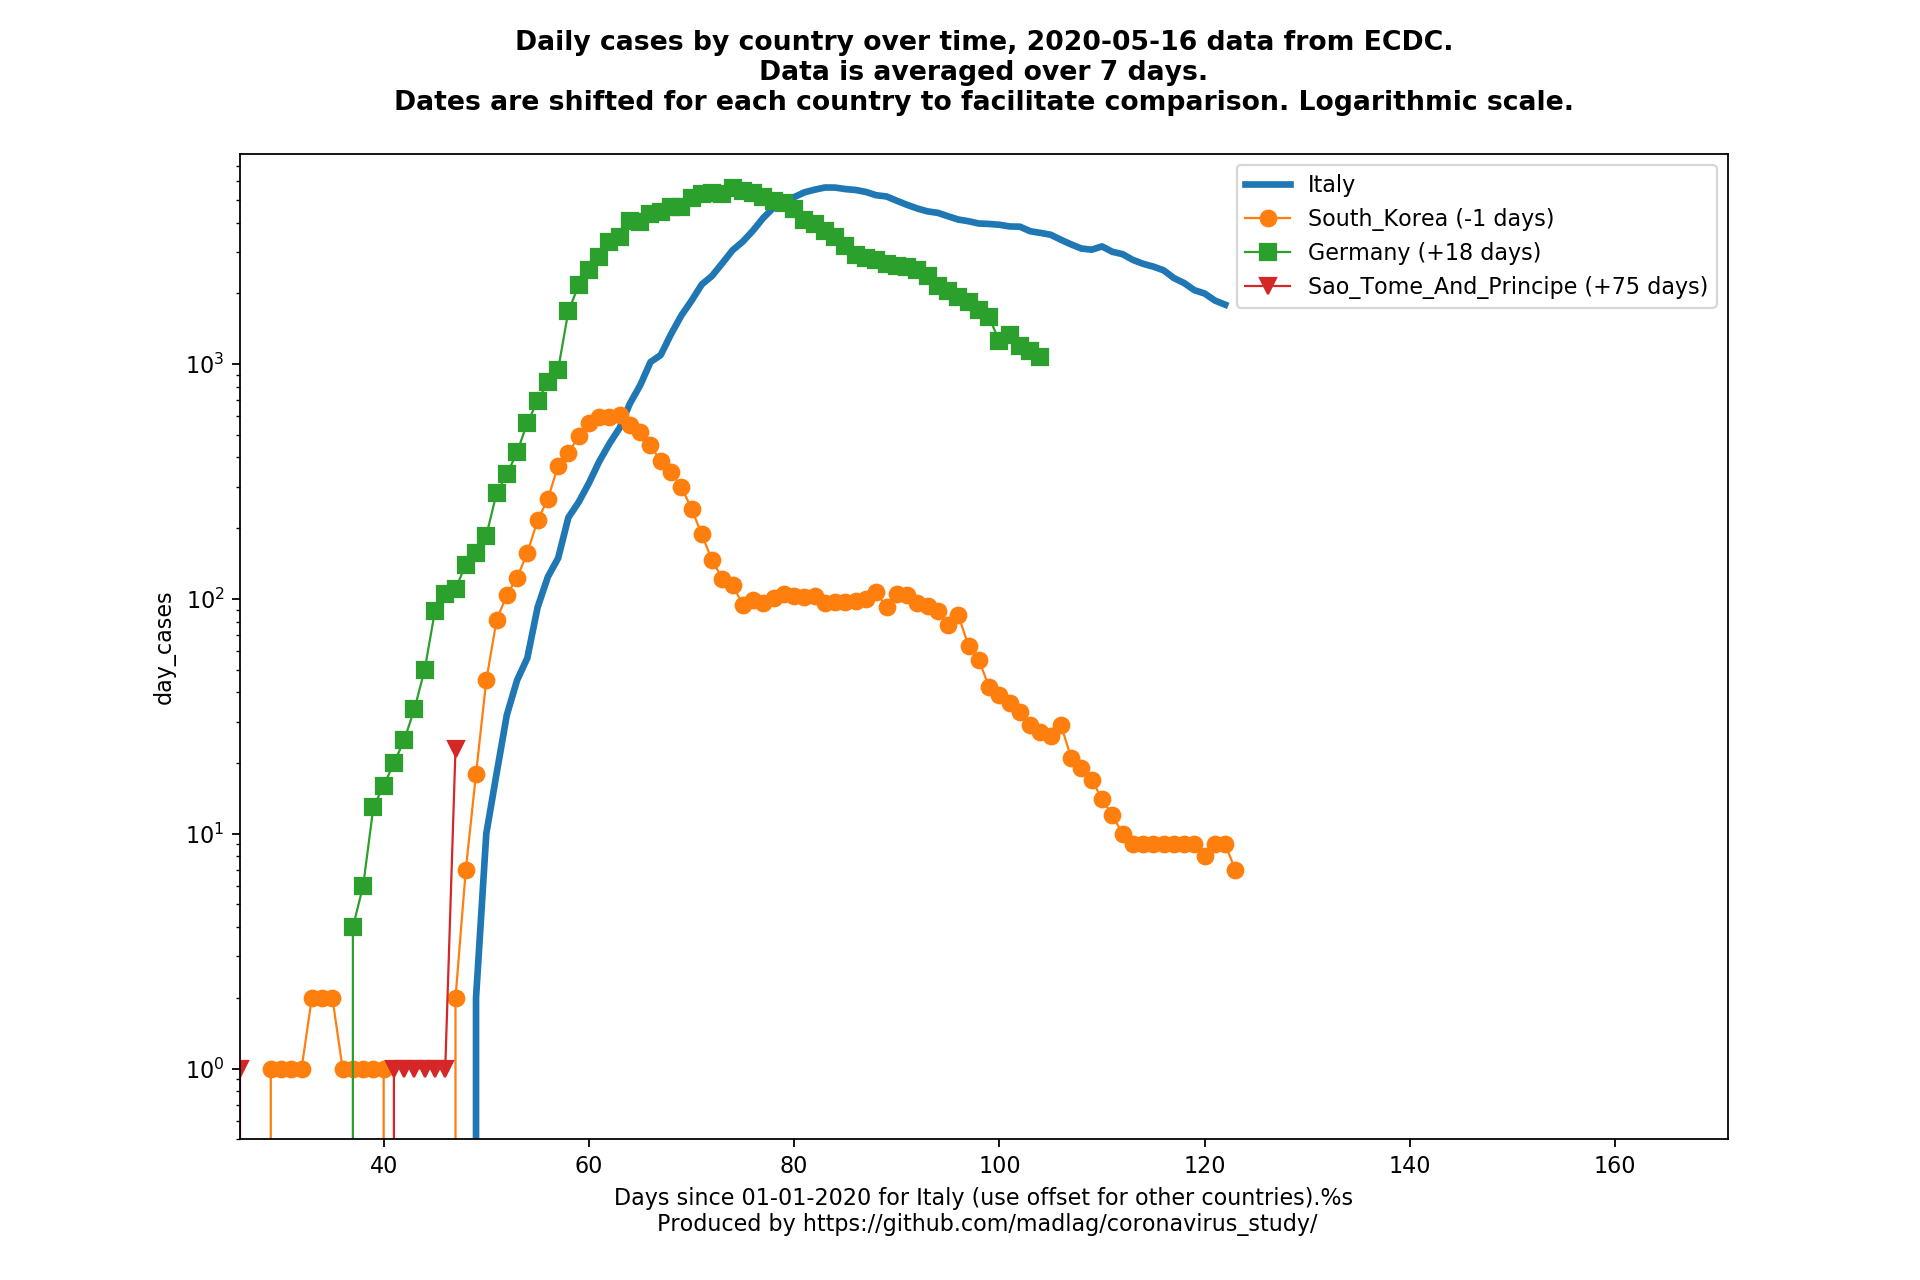 Daily cases by country over time, 2020-05-16 data from ECDC.
Data is averaged over 7 days.
Dates are shifted for each country to facilitate comparison. Logarithmic scale.
Italy
South_Korea (-1 days)
Germany (+18 days)
Sao_Tome_And_Principe (+75 days)
day_cases
10³
10²
10¹
10⁰
40 60 80 100 120 140 160
Days since 01-01-2020 for Italy (use offset for other countries).%s
Produced by https://github.com/madlag/coronavirus_study/